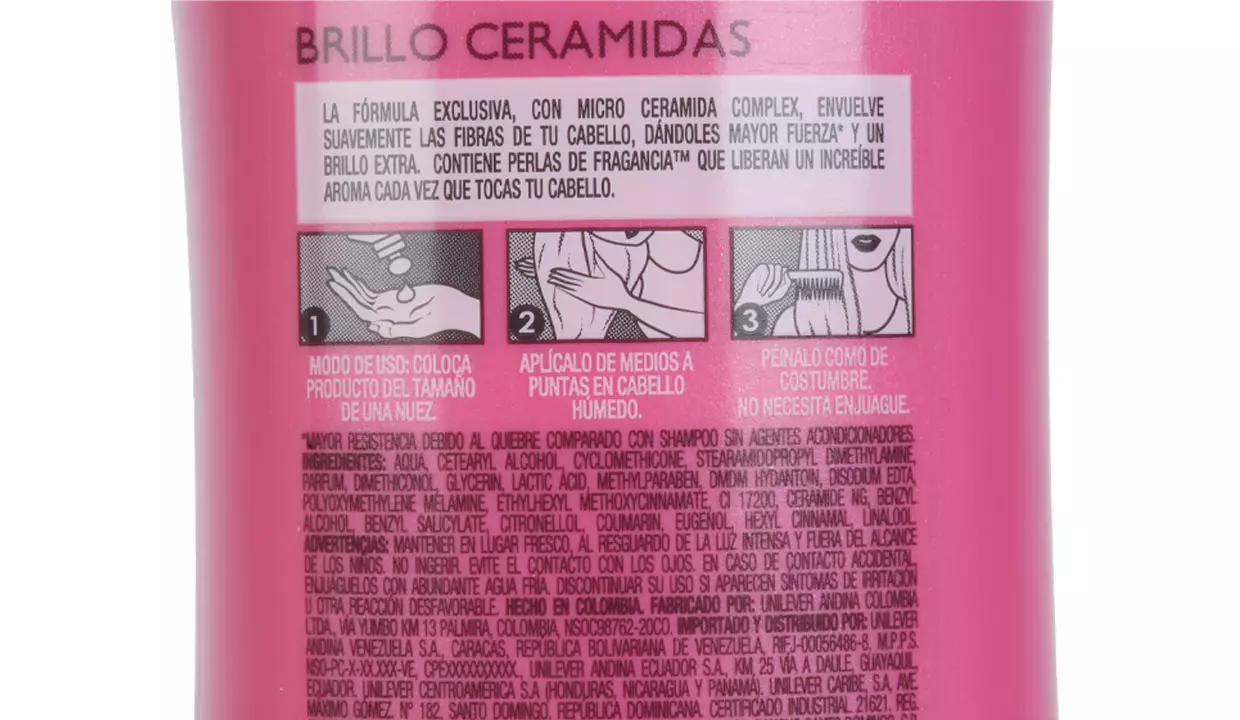 BRILLO CERAMIDAS
LA FÓRMULA EXCLUSIVA, CON MICRO CERAMIDA COMPLEX, ENVUELVE
SUAVEMENTE LAS FIBRAS DE TU CABELLO, DÁNDOLES MAYOR FUERZA* Y UN
BRILLO EXTRA. CONTIENE PERLAS DE FRAGANCIA™ QUE LIBERAN UN INCREÍBLE
AROMA CADA VEZ QUE TOCAS TU CABELLO.
1
2
3
MODO DE USO: COLOCA
PRODUCTO DEL TAMAÑO
DE UNA NUEZ.
APLÍCALO DE MEDIOS A
PUNTAS EN CABELLO
HÚMEDO.
PÉINALO COMO DE
COSTUMBRE.
NO NECESITA ENJUAGUE.
*MAYOR RESISTENCIA DEBIDO AL QUIEBRE COMPARADO CON SHAMPOO SIN AGENTES ACONDICIONADORES.
INGREDIENTES: AQUA, CETEARYL ALCOHOL, CYCLOMETHICONE, STEARAMIDOPROPYL DIMETHYLAMINE,
PARFUM, DIMETHICONOL, GLYCERIN, LACTIC ACID, METHYLPARABEN, DMDM HYDANTOIN, DISODIUM EDTA,
POLYOXYMETHYLENE MELAMINE, ETHYLHEXYL METHOXYCINNAMATE, CI 17200, CERAMIDE NG, BENZYL
ALCOHOL, BENZYL SALICYLATE, CITRONELLOL, COUMARIN, EUGENOL, HEXYL CINNAMAL, LINALOOL.
ADVERTENCIAS: MANTENER EN LUGAR FRESCO, AL RESGUARDO DE LA LUZ INTENSA Y FUERA DEL ALCANCE
DE LOS NIÑOS. NO INGERIR. EVITE EL CONTACTO CON LOS OJOS. EN CASO DE CONTACTO ACCIDENTAL,
ENJUÁGUELOS CON ABUNDANTE AGUA FRÍA. DISCONTINUAR SU USO SI APARECEN SÍNTOMAS DE IRRITACIÓN
U OTRA REACCIÓN DESFAVORABLE. HECHO EN COLOMBIA. FABRICADO POR: UNILEVER ANDINA COLOMBIA
LTDA., VÍA YUMBO KM 13 PALMIRA, COLOMBIA, NSOC98762-20CO. IMPORTADO Y DISTRIBUIDO POR: UNILEVER
ANDINA VENEZUELA S.A., CARACAS, REPÚBLICA BOLIVARIANA DE VENEZUELA, RIF.J-00056486-8, M.P.P.S.
NSO-PC-X-XX.XXX-VE, CPEXXXXXXXXXX. UNILEVER ANDINA ECUADOR S.A., KM, 25 VÍA A DAULE, GUAYAQUIL,
ECUADOR. UNILEVER CENTROAMÉRICA S.A (HONDURAS, NICARAGUA Y PANAMÁ). UNILEVER CARIBE, S.A, AVE.
MÁXIMO GÓMEZ, Nº 182, SANTO DOMINGO, REPÚBLICA DOMINICANA. CERTIFICADO INDUSTRIAL 21621. REG.